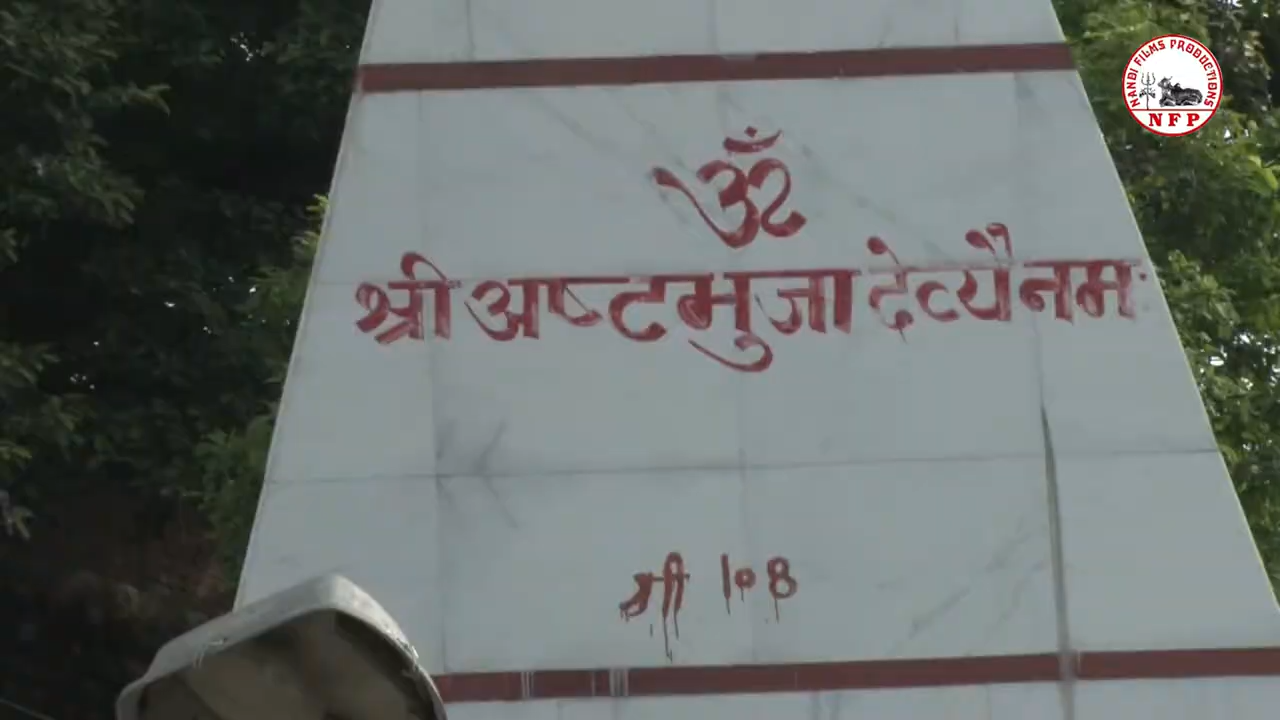 NANDI FILMS PRODUCTIONS
NFP
ॐ
श्री अष्टभुजा देव्यै नमः
श्री 108